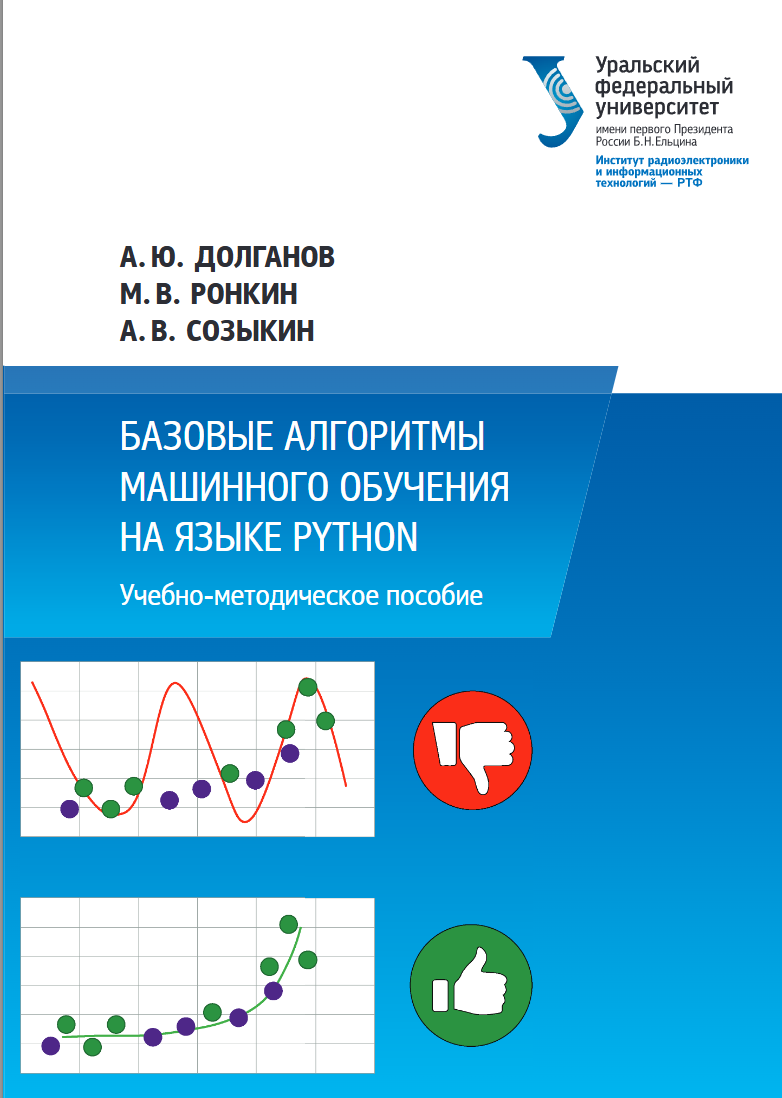 Уральский
федеральный
университет
имени первого Президента
России Б.Н.Ельцина
Институт радиоэлектроники
и информационных
технологий — РТФ
А. Ю. ДОЛГАНОВ
М. В. РОНКИН
А. В. СОЗЫКИН
БАЗОВЫЕ АЛГОРИТМЫ
МАШИННОГО ОБУЧЕНИЯ
НА ЯЗЫКЕ PYTHON
Учебно-методическое пособие